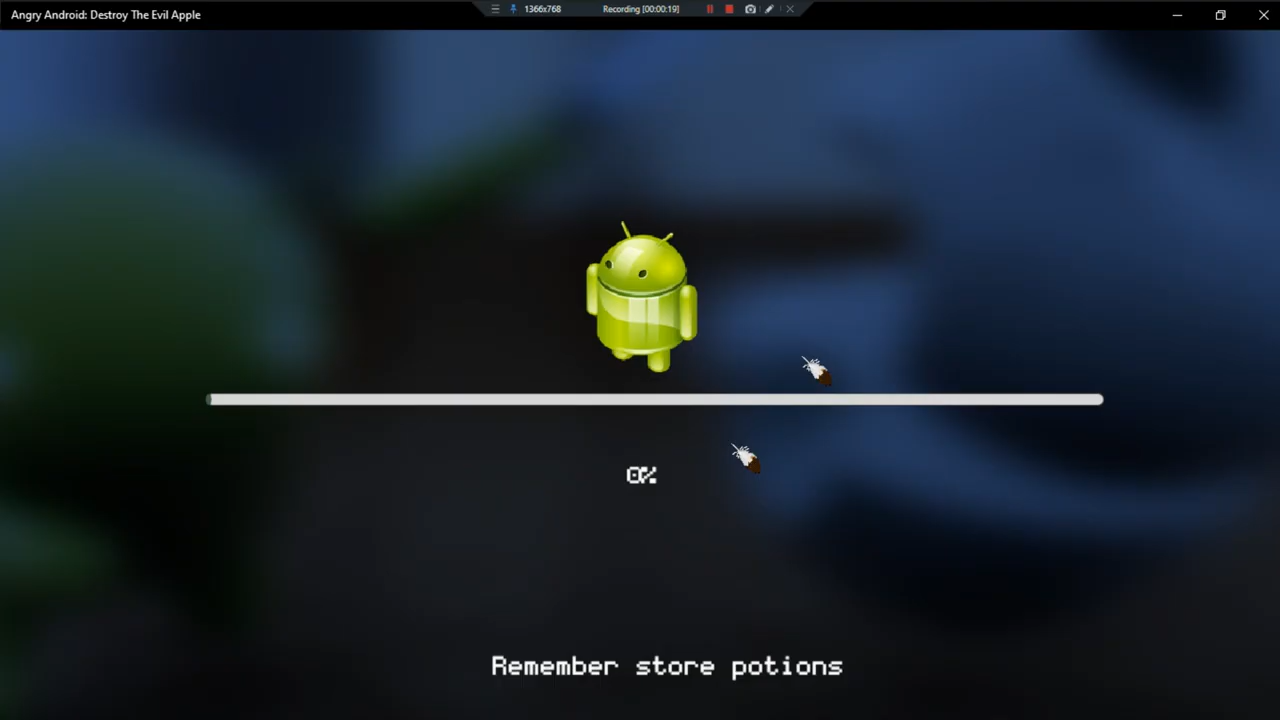 Angry Android: Destroy The Evil Apple
1366x768
Recording [00:00:19]
0%
Remember store potions